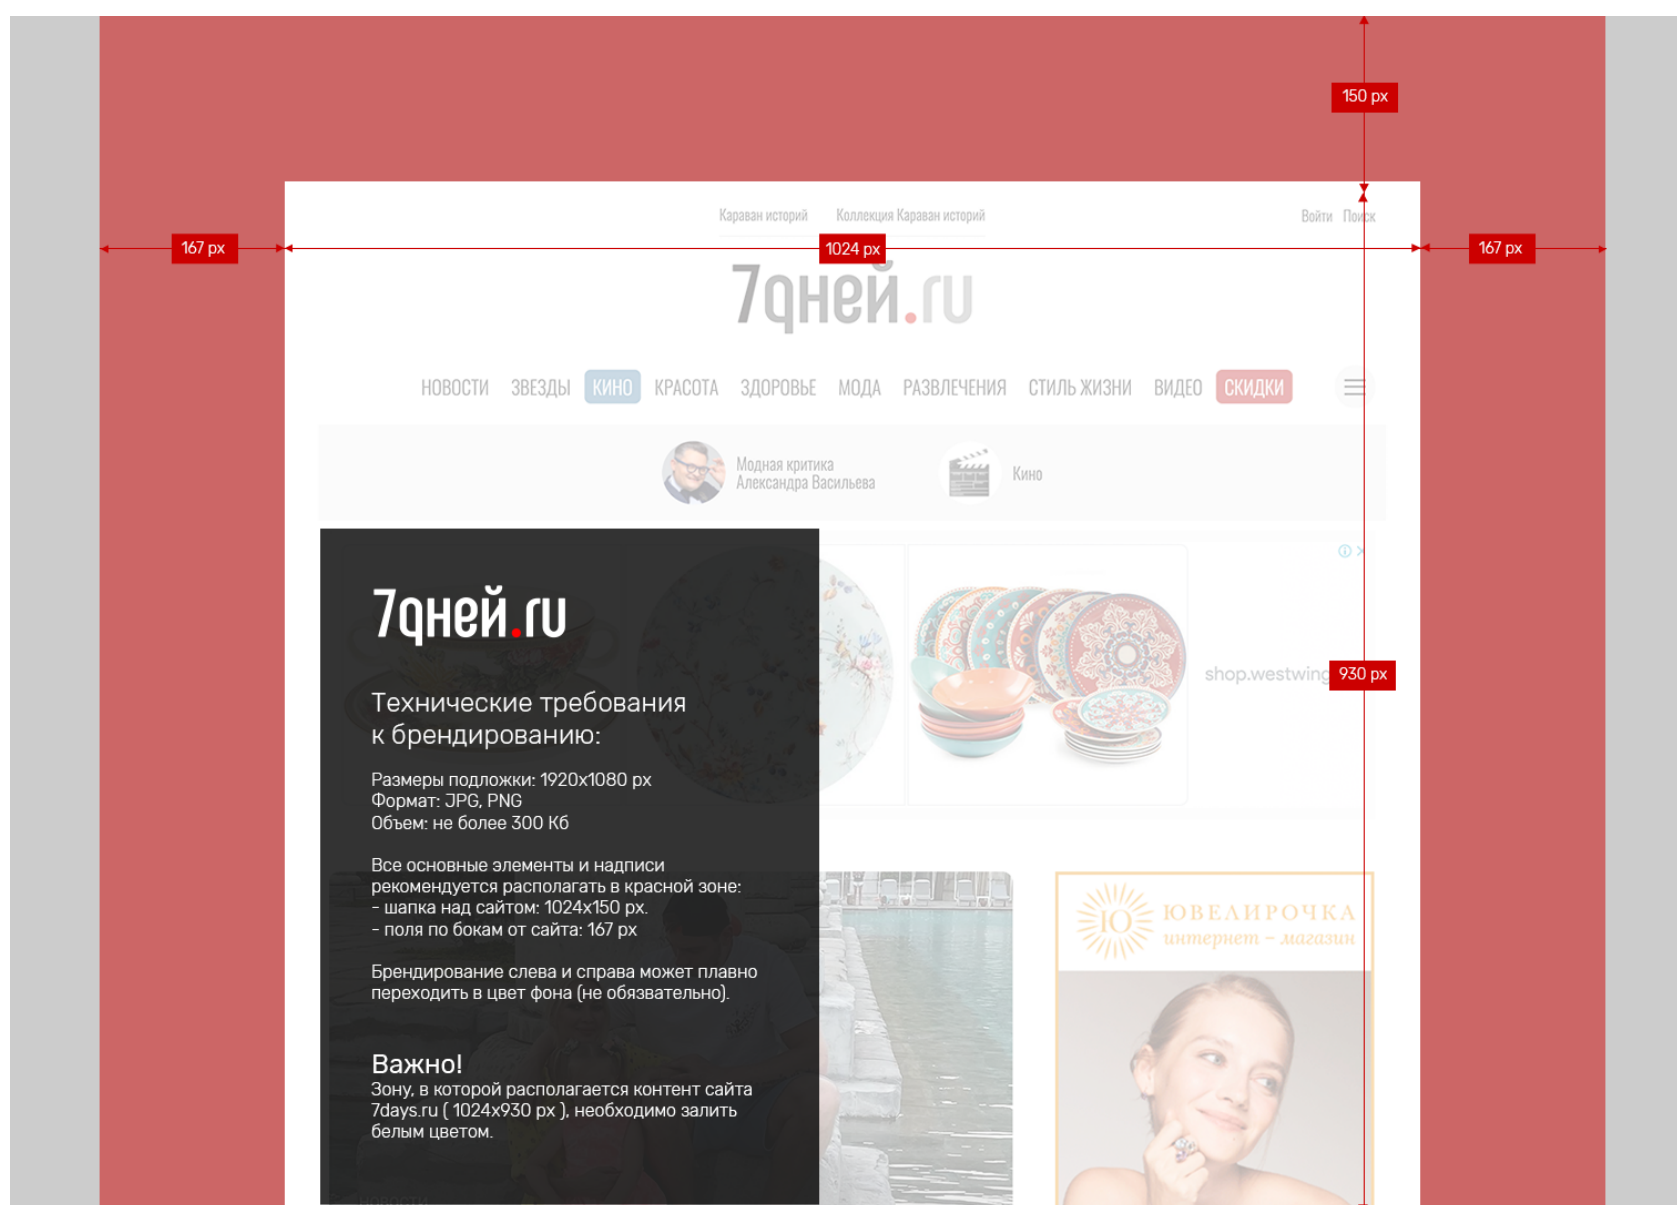 150 px
Караван историй Коллекция Караван историй Войти Поиск
167 px 1024 px 167 px
7дней.ru
НОВОСТИ ЗВЕЗДЫ КИНО КРАСОТА ЗДОРОВЬЕ МОДА РАЗВЛЕЧЕНИЯ СТИЛЬ ЖИЗНИ ВИДЕО СКИДКИ
Модная критика
Александра Васильева
Кино
7дней.ru
shop.westwing
930 px
Технические требования
к брендированию:
Размеры подложки: 1920x1080 px
Формат: JPG, PNG
Объем: не более 300 Кб
Все основные элементы и надписи
рекомендуется располагать в красной зоне:
- шапка над сайтом: 1024x150 px.
- поля по бокам от сайта: 167 px
Брендирование слева и справа может плавно
переходить в цвет фона (не обязвательно).
Важно!
Зону, в которой располагается контент сайта
7days.ru ( 1024x930 px ), необходимо залить
белым цветом.
НОВОСТИ
Ю ЮВЕЛИРОЧКА
интернет – магазин